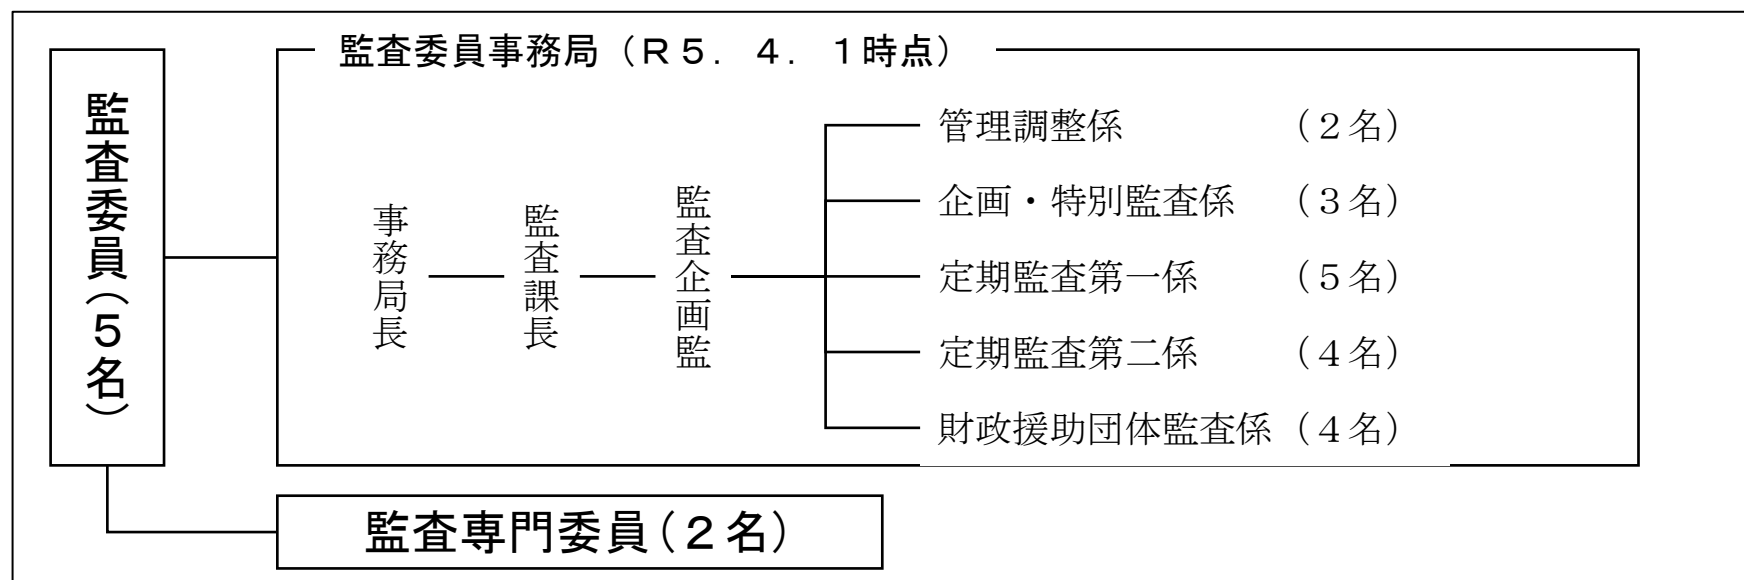 監査委員事務局（Ｒ５．４．１時点）
監査委員（５名）
事務局長
監査課長
監査企画監
管理調整係　（２名）
企画・特別監査係　（３名）
定期監査第一係　（５名）
定期監査第二係　（４名）
財政援助団体監査係（４名）
監査専門委員（２名）